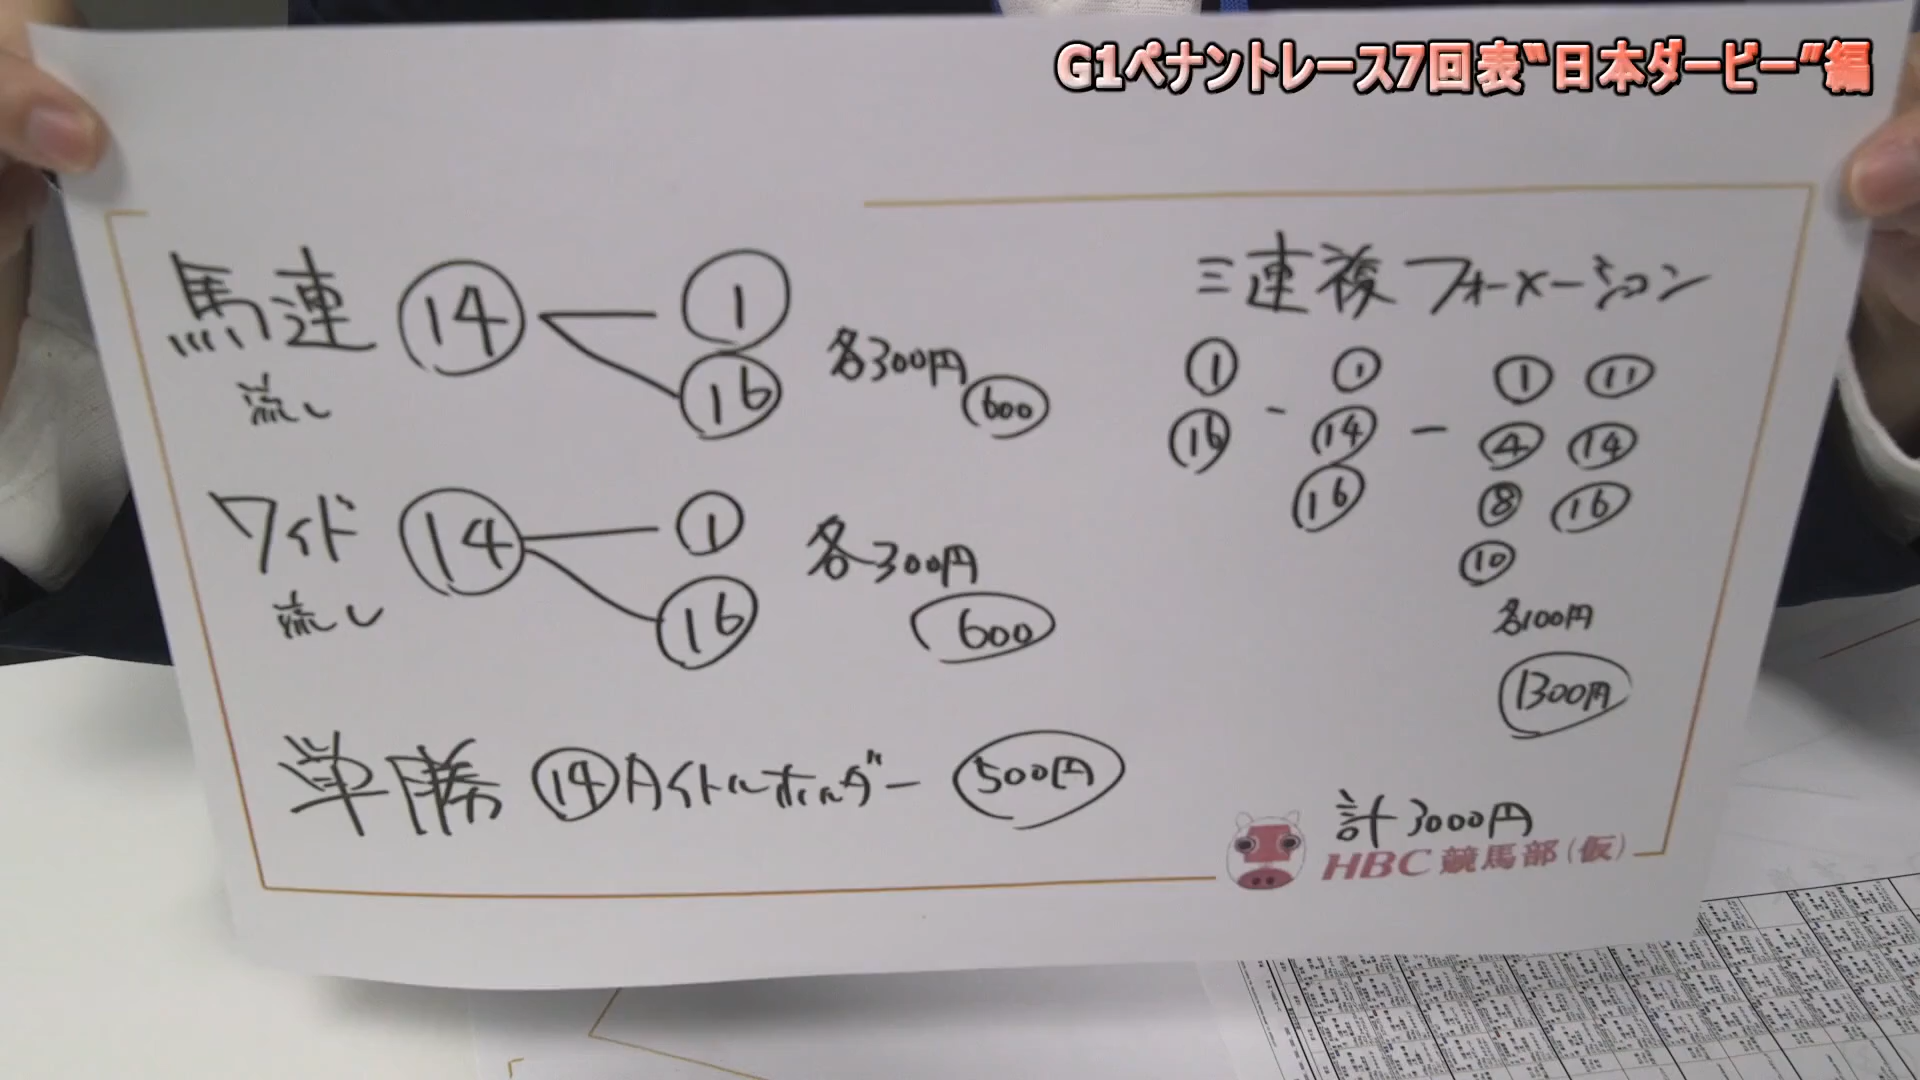 G1ペナントレース7回表“日本ダービー”編
馬連 ⑭ ① 各300円 600
流し ⑯
ワイド ⑭ ① 各300円 600
流し ⑯
単勝 ⑭タイトルホルダー 500円
三連複フォーメーション
① ① ① ⑪
⑯ - ⑭ - ④ ⑭
⑯ ⑧ ⑯
⑩
各100円
1300円
計3000円
HBC競馬部(仮)